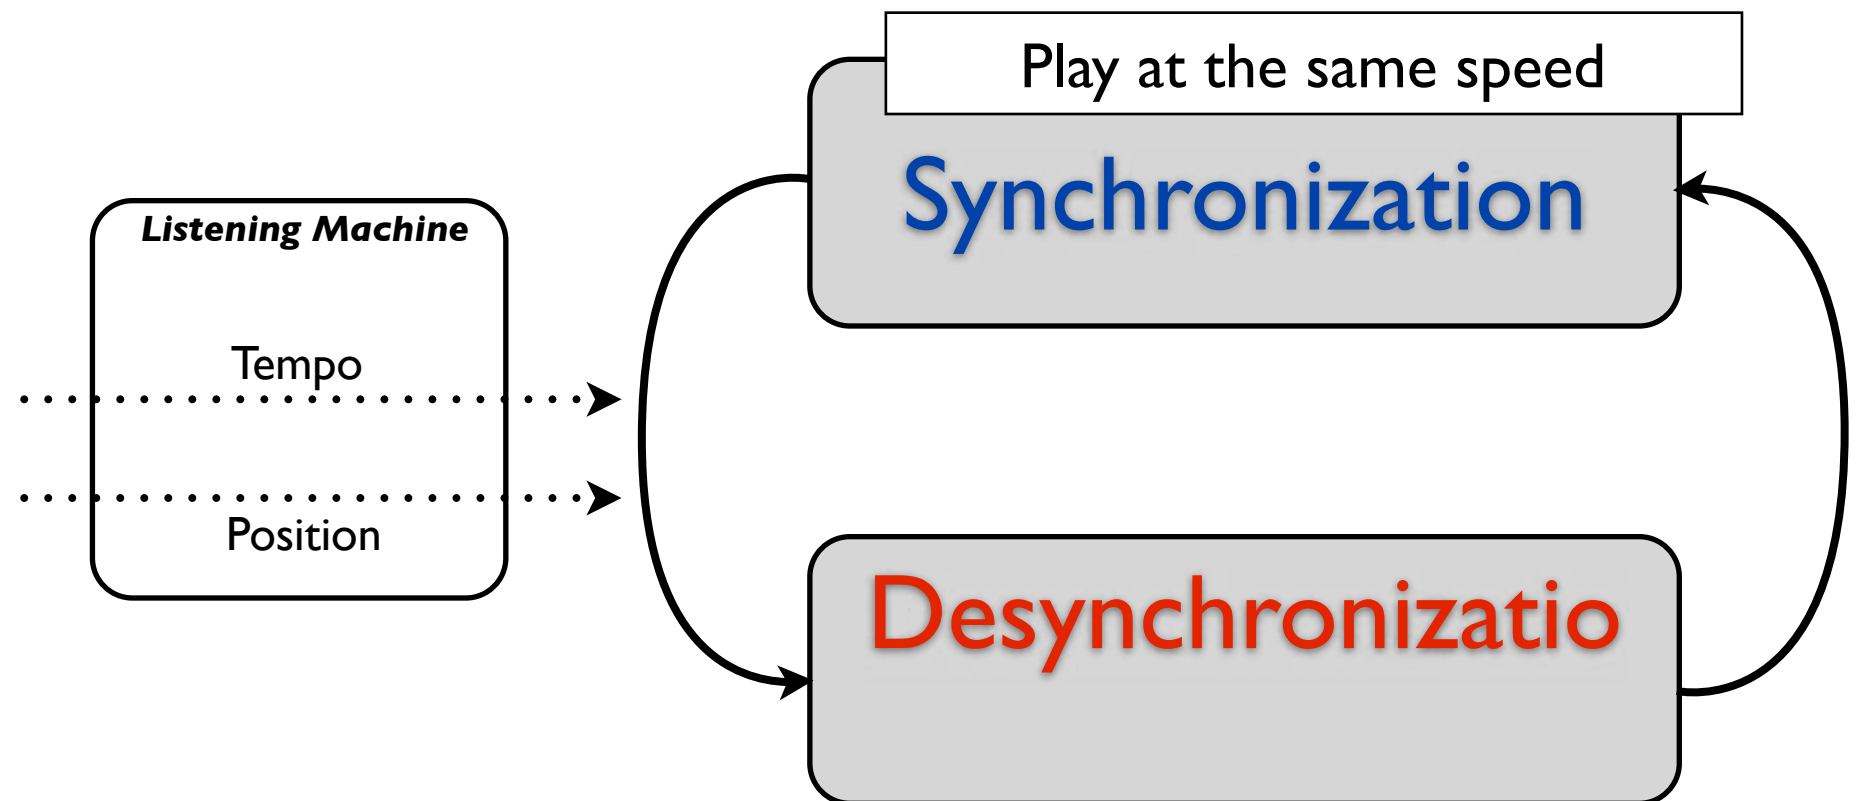 Play at the same speed
Synchronization
Listening Machine
Tempo
Position
Desynchronizatio